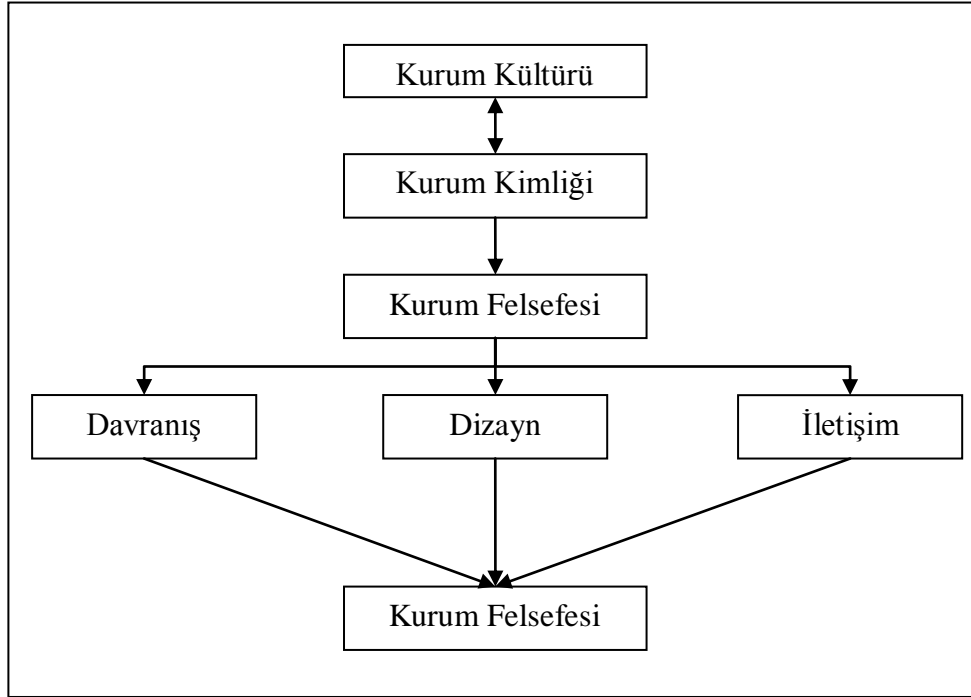 Kurum Kültürü
Kurum Kimliği
Kurum Felsefesi
Davranış
Dizayn
İletişim
Kurum Felsefesi